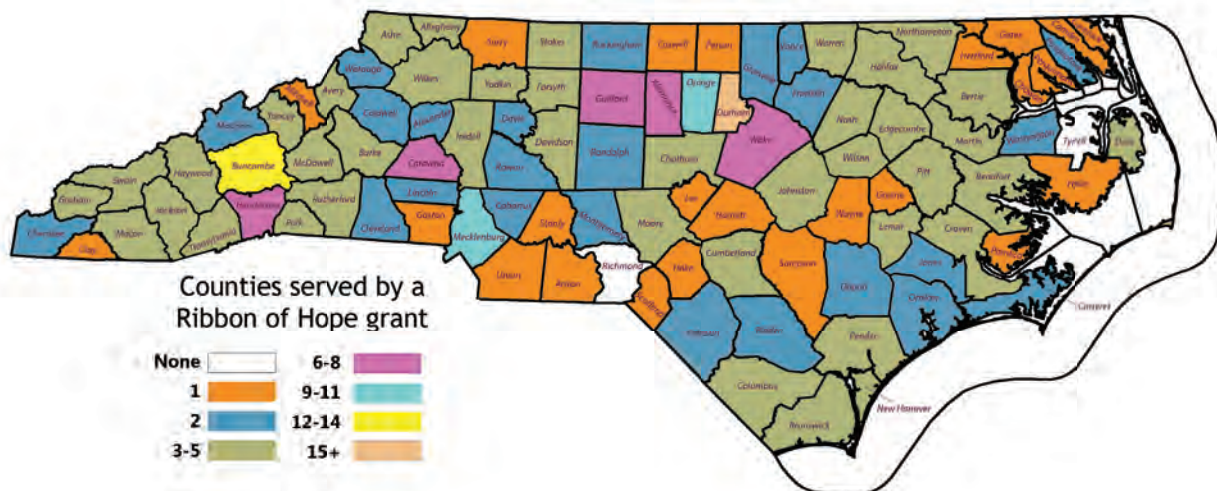 Ashe
Alleghany
Surry
Stokes
Rockingham
Caswell
Person
Vance
Warren
Northampton
Gates
Hertford
Halifax
Watauga
Wilkes
Yadkin
Forsyth
Guilford
Alamance
Orange
Durham
Granville
Franklin
Bertie
Mitchell
Avery
Yancey
Madison
Caldwell
Alexander
Davie
Iredell
Davidson
Randolph
Chatham
Wake
Nash
Edgecombe
Martin
Washington
Tyrell
Dare
Buncombe
McDowell
Burke
Catawba
Rowan
Wilson
Pitt
Beaufort
Hyde
Swain
Haywood
Graham
Jackson
Henderson
Rutherford
Polk
Cleveland
Lincoln
Gaston
Cabarrus
Stanly
Montgomery
Moore
Lee
Harnett
Johnston
Wayne
Greene
Lenoir
Craven
Pamlico
Cherokee
Clay
Macon
Transylvania
Mecklenburg
Union
Anson
Richmond
Scotland
Hoke
Cumberland
Sampson
Duplin
Jones
Onslow
Carteret
Robeson
Bladen
Pender
Columbus
Brunswick
New Hanover
Counties served by a
Ribbon of Hope grant
None
1
2
3-5
6-8
9-11
12-14
15+